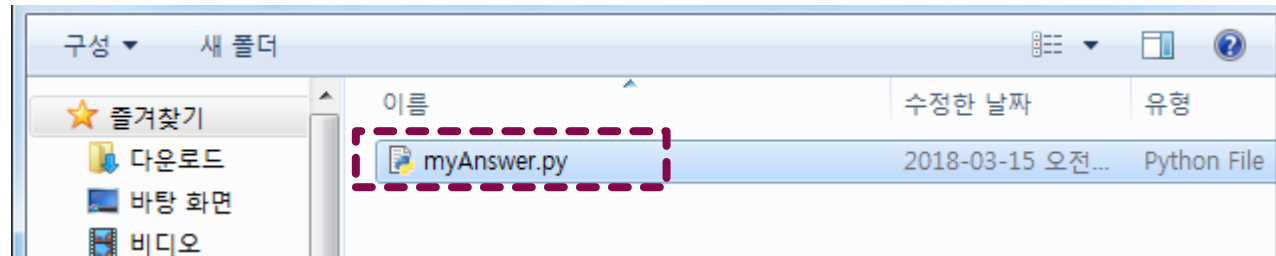 구성 새 폴더
이름 수정한 날짜 유형
즐겨찾기
myAnswer.py 2018-03-15 오전... Python File
다운로드
바탕 화면
비디오